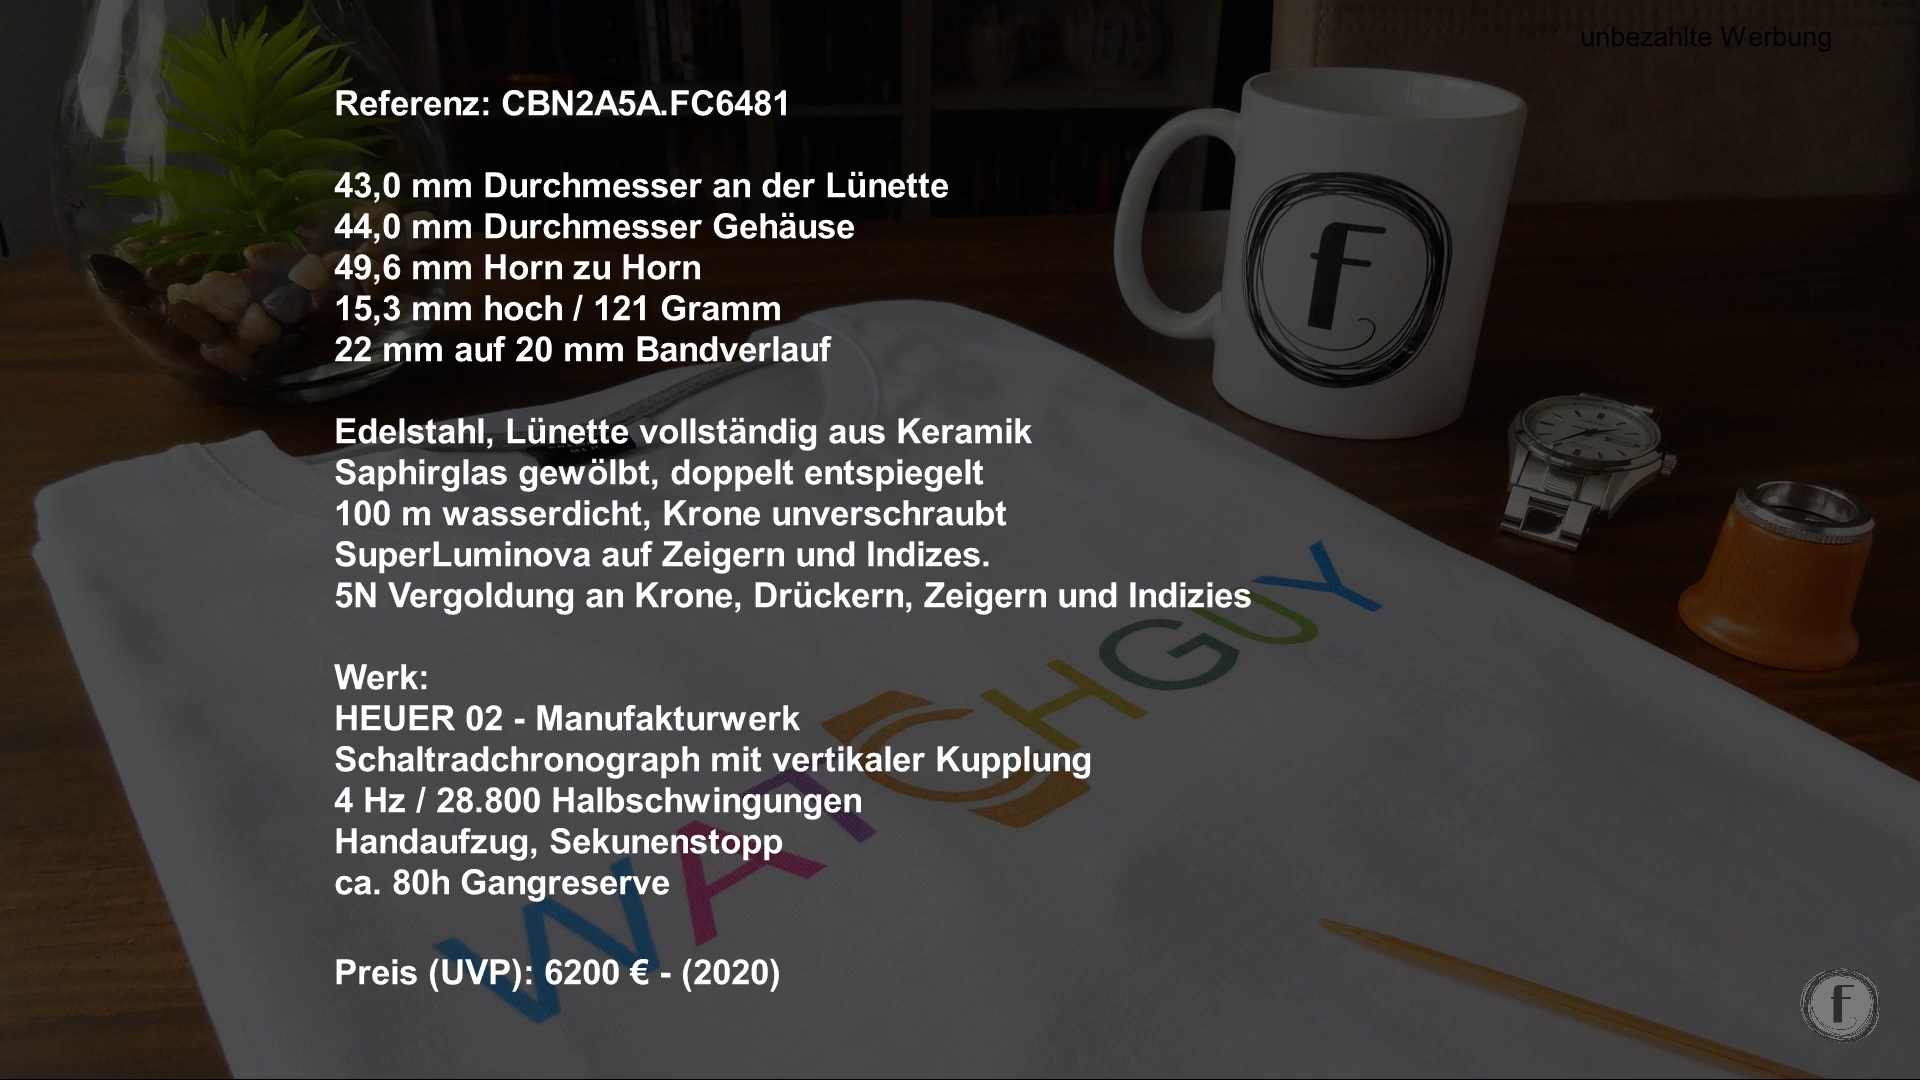 unbezahlte Werbung
Referenz: CBN2A5A.FC6481
43,0 mm Durchmesser an der Lünette
44,0 mm Durchmesser Gehäuse
49,6 mm Horn zu Horn
15,3 mm hoch / 121 Gramm
22 mm auf 20 mm Bandverlauf
Edelstahl, Lünette vollständig aus Keramik
Saphirglas gewölbt, doppelt entspiegelt
100 m wasserdicht, Krone unverschraubt
SuperLuminova auf Zeigern und Indizes.
5N Vergoldung an Krone, Drückern, Zeigern und Indizies
Werk:
HEUER 02 - Manufakturwerk
Schaltradchronograph mit vertikaler Kupplung
4 Hz / 28.800 Halbschwingungen
Handaufzug, Sekunenstopp
ca. 80h Gangreserve
Preis (UVP): 6200 € - (2020)
WATCHGUY
f
f